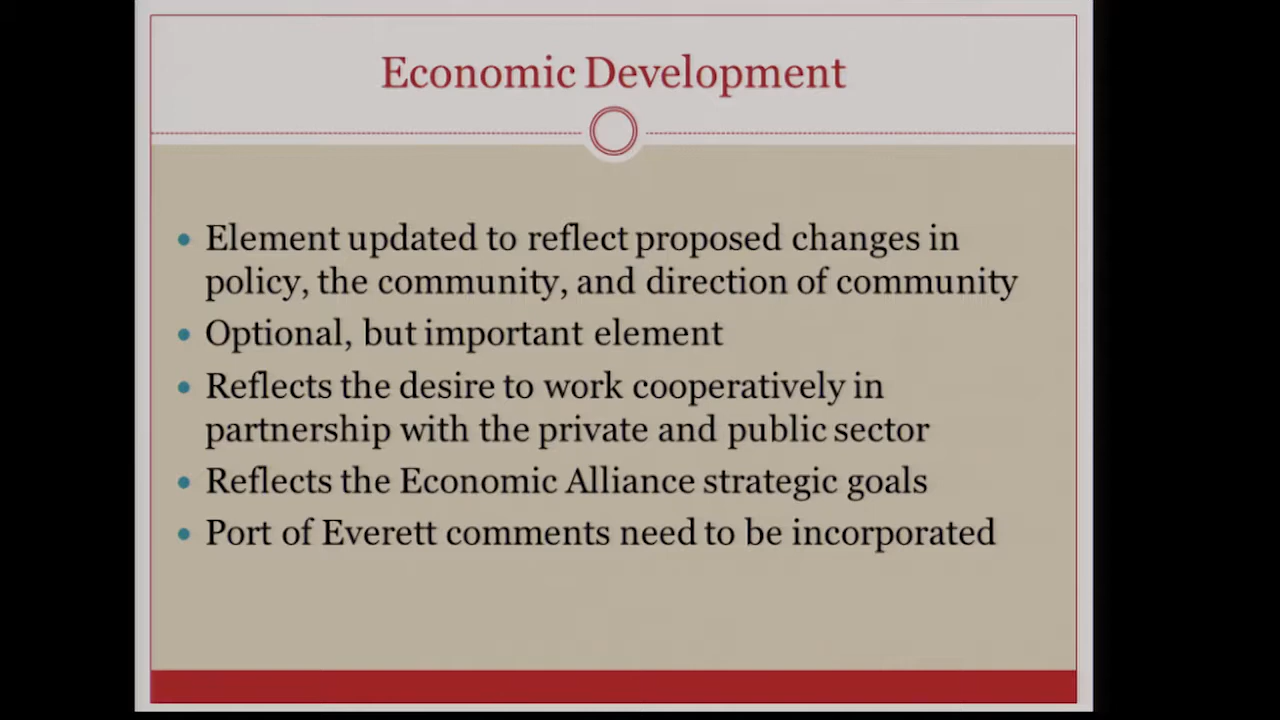 Economic Development
• Element updated to reflect proposed changes in
policy, the community, and direction of community
• Optional, but important element
• Reflects the desire to work cooperatively in
partnership with the private and public sector
• Reflects the Economic Alliance strategic goals
• Port of Everett comments need to be incorporated